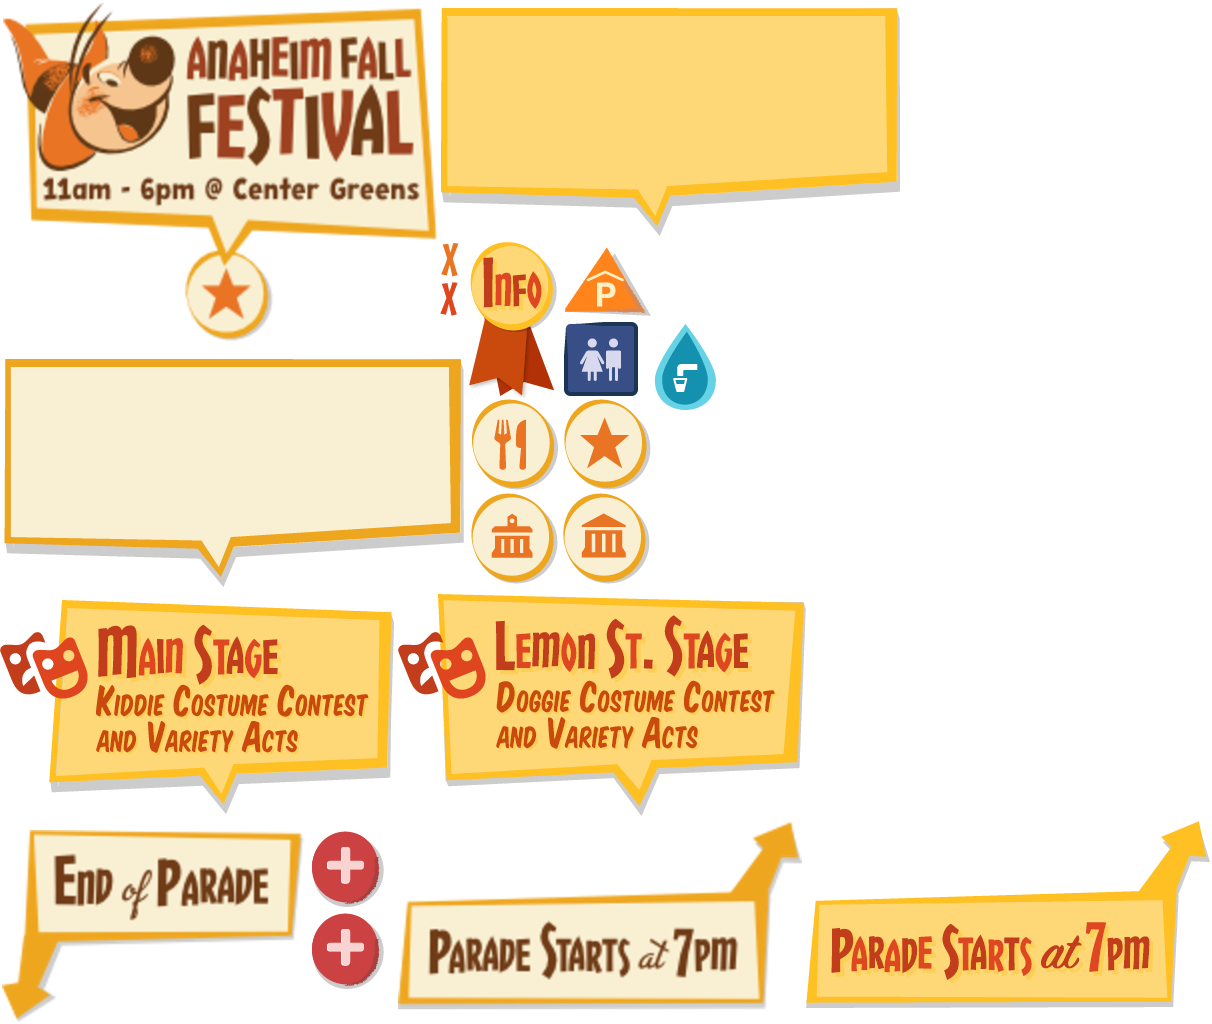 ANAHEIM FALL
FESTIVAL
11am - 6pm @ Center Greens
X
X
INFO
P
MAIN STAGE
KIDDIE COSTUME CONTEST
AND VARIETY ACTS
LEMON ST. STAGE
DOGGIE COSTUME CONTEST
AND VARIETY ACTS
END of PARADE
PARADE STARTS at 7PM
PARADE STARTS at 7PM